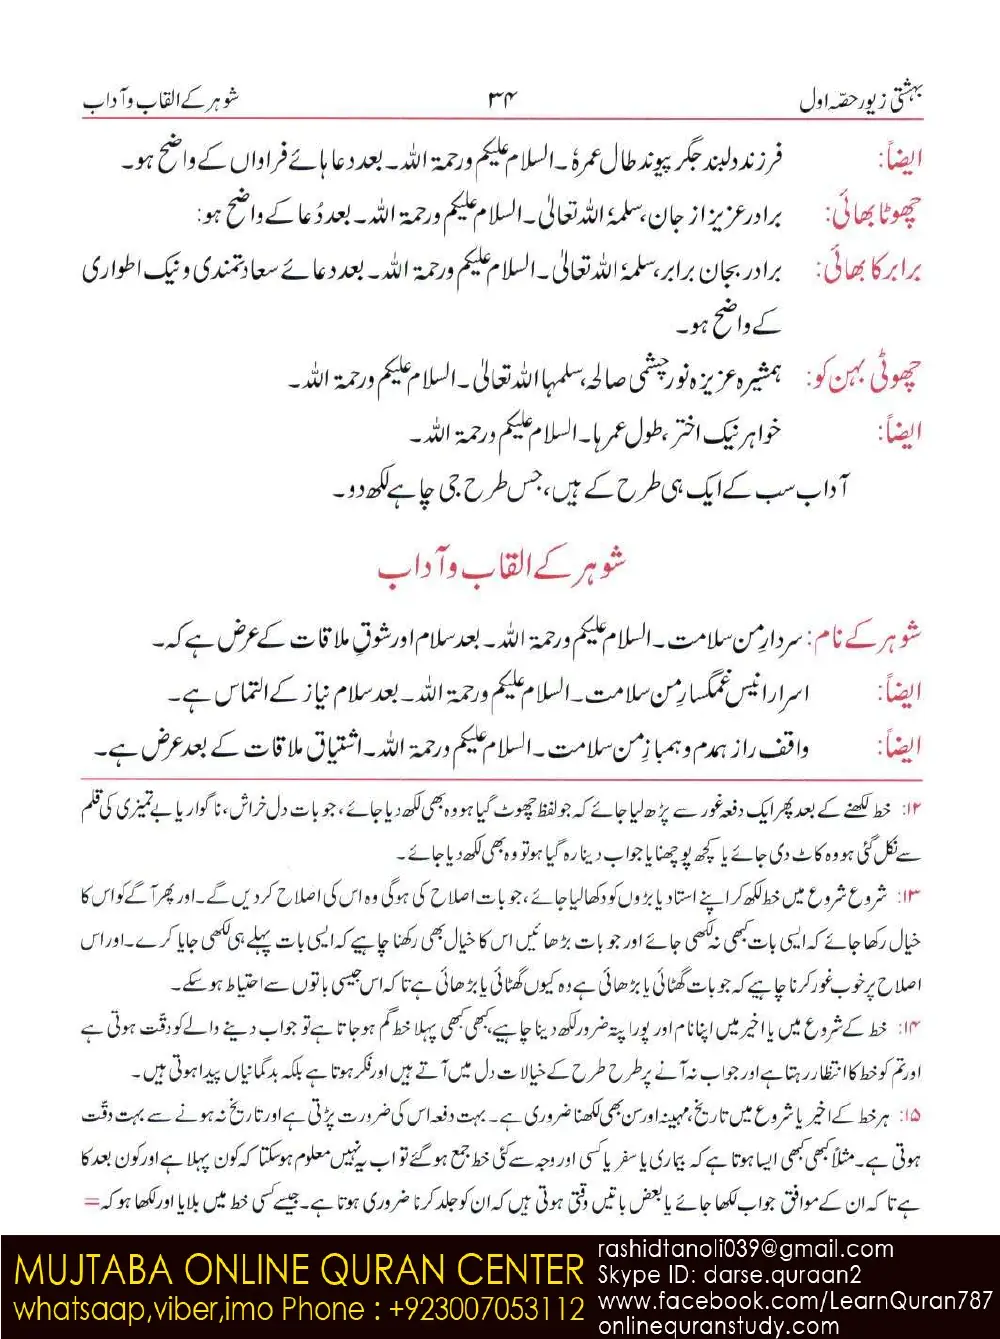 بہشتی زیور حصّہ اول ۳۴ شوہر کے القاب و آداب
ایضاً: فرزند دلبند جگر پیوند طال عمرہٗ۔ السلام علیکم ورحمۃ اللہ۔ بعد دعا ہائے فراواں کے واضح ہو۔
چھوٹا بھائی: برادر عزیز از جان، سلمہٗ اللہ تعالیٰ۔ السلام علیکم ورحمۃ اللہ۔ بعد دُعا کے واضح ہو:
برابر کا بھائی: برادر بجان برابر، سلمہٗ اللہ تعالیٰ۔ السلام علیکم ورحمۃ اللہ۔ بعد دعائے سعادتمندی و نیک اطواری
کے واضح ہو۔
چھوٹی بہن کو: ہمشیرہ عزیزہ نور چشمی صالحہ، سلمہا اللہ تعالیٰ۔ السلام علیکم ورحمۃ اللہ۔
ایضاً: خواہر نیک اختر، طول عمرہا۔ السلام علیکم ورحمۃ اللہ۔
آداب سب کے ایک ہی طرح کے ہیں، جس طرح جی چاہے لکھ دو۔
شوہر کے القاب و آداب
شوہر کے نام: سردارِ من سلامت۔ السلام علیکم ورحمۃ اللہ۔ بعد سلام اور شوقِ ملاقات کے عرض ہے کہ۔
ایضاً: اسرار انیس غمگسارِ من سلامت۔ السلام علیکم ورحمۃ اللہ۔ بعد سلام نیاز کے التماس ہے۔
ایضاً: واقف راز ہمدم و ہمبازِ من سلامت۔ السلام علیکم ورحمۃ اللہ۔ اشتیاق ملاقات کے بعد عرض ہے۔
۱۲: خط لکھنے کے بعد پھر ایک دفعہ غور سے پڑھ لیا جائے کہ جو لفظ چھوٹ گیا ہو وہ بھی لکھ دیا جائے، جو بات دل خراش، ناگوار یا بے تمیزی کی قلم
سے نکل گئی ہو وہ کاٹ دی جائے یا کچھ پوچھنا یا جواب دینا رہ گیا ہو تو وہ بھی لکھ دیا جائے۔
۱۳: شروع شروع میں خط لکھ کر اپنے استاد یا بڑوں کو دکھا لیا جائے، جو بات اصلاح کی ہوگی وہ اس کی اصلاح کر دیں گے۔ اور پھر آگے کو اس کا
خیال رکھا جائے کہ ایسی بات کبھی نہ لکھی جائے اور جو بات بڑھائیں اس کا خیال بھی رکھنا چاہیے کہ ایسی بات پہلے ہی لکھی جایا کرے۔ اور اس
اصلاح پر خوب غور کرنا چاہیے کہ جو بات گھٹائی یا بڑھائی ہے وہ کیوں گھٹائی یا بڑھائی ہے تاکہ اس جیسی باتوں سے احتیاط ہو سکے۔
۱۴: خط کے شروع میں یا اخیر میں اپنا نام اور پورا پتہ ضرور لکھ دینا چاہیے، کبھی کبھی پہلا خط گم ہو جاتا ہے تو جواب دینے والے کو دِقّت ہوتی ہے
اور تم کو خط کا انتظار رہتا ہے اور جواب نہ آنے پر طرح طرح کے خیالات دل میں آتے ہیں اور فکر ہوتا ہے بلکہ بدگمانیاں پیدا ہوتی ہیں۔
۱۵: ہر خط کے اخیر یا شروع میں تاریخ، مہینہ اور سن بھی لکھنا ضروری ہے۔ بہت دفعہ اس کی ضرورت پڑتی ہے اور تاریخ نہ ہونے سے بہت دقّت
ہوتی ہے۔ مثلاً کبھی کبھی ایسا ہوتا ہے کہ بیماری یا سفر یا کسی اور وجہ سے کئی خط جمع ہوگئے تو اب یہ نہیں معلوم ہوسکتا کہ کون پہلا ہے اور کون بعد کا
ہے تاکہ ان کے موافق جواب لکھا جائے یا بعض باتیں وقتی ہوتی ہیں کہ ان کو جلد کرنا ضروری ہوتا ہے۔ جیسے کسی خط میں بلایا اور لکھا ہو کہ =
MUJTABA ONLINE QURAN CENTER
whatsaap,viber,imo Phone : +923007053112
rashidtanoli039@gmail.com
Skype ID: darse.quraan2
www.facebook.com/LearnQuran787
onlinequranstudy.com